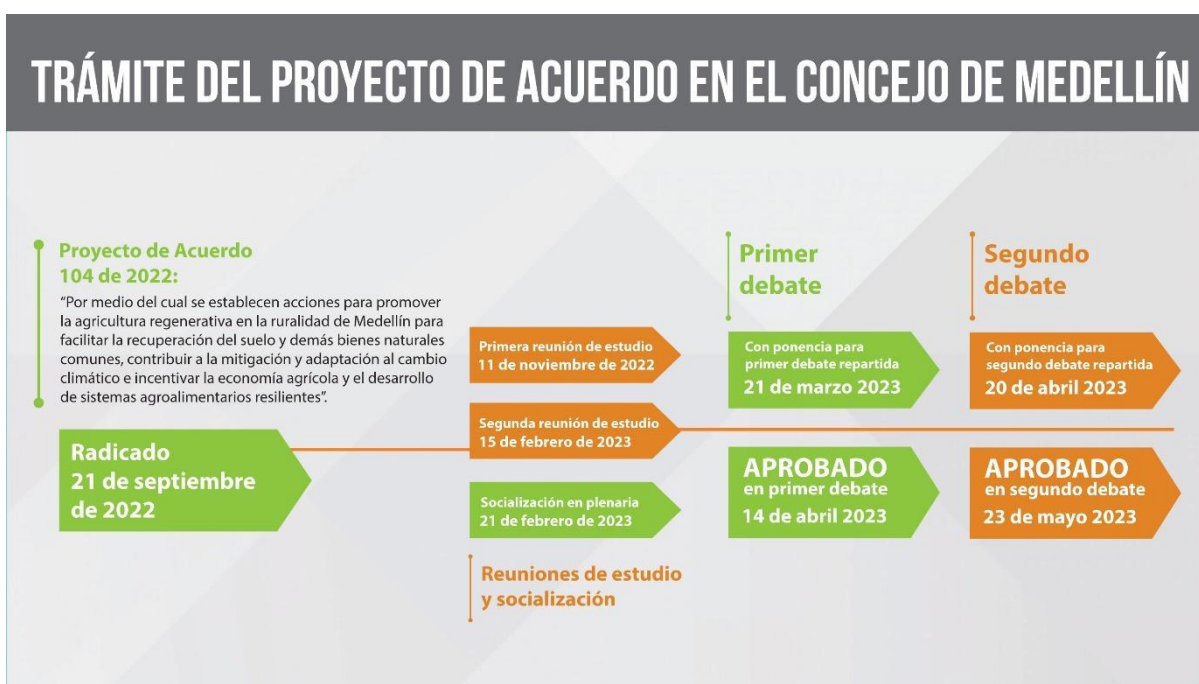 TRÁMITE DEL PROYECTO DE ACUERDO EN EL CONCEJO DE MEDELLÍN
Proyecto de Acuerdo
104 de 2022:
“Por medio del cual se establecen acciones para promover
la agricultura regenerativa en la ruralidad de Medellín para
facilitar la recuperación del suelo y demás bienes naturales
comunes, contribuir a la mitigación y adaptación al cambio
climático e incentivar la economía agrícola y el desarrollo
de sistemas agroalimentarios resilientes”.
Radicado
21 de septiembre
de 2022
Primera reunión de estudio
11 de noviembre de 2022
Segunda reunión de estudio
15 de febrero de 2023
Socialización en plenaria
21 de febrero de 2023
Reuniones de estudio
y socialización
Primer
debate
Con ponencia para
primer debate repartida
21 de marzo 2023
APROBADO
en primer debate
14 de abril 2023
Segundo
debate
Con ponencia para
segundo debate repartida
20 de abril 2023
APROBADO
en segundo debate
23 de mayo 2023